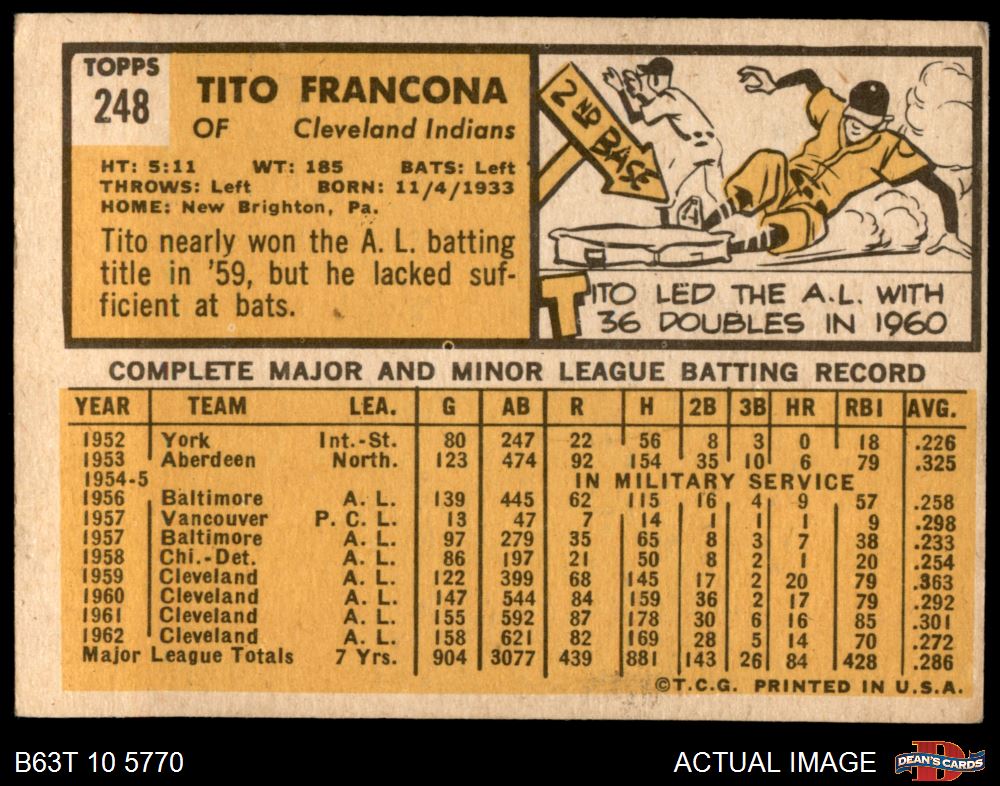 TOPPS
248
TITO FRANCONA
OF Cleveland Indians
HT: 5:11 WT: 185 BATS: Left
THROWS: Left BORN: 11/4/1933
HOME: New Brighton, Pa.
Tito nearly won the A. L. batting
title in '59, but he lacked suf-
ficient at bats.
2ND BASE
TITO LED THE A.L. WITH
36 DOUBLES IN 1960
COMPLETE MAJOR AND MINOR LEAGUE BATTING RECORD
YEAR TEAM LEA. G AB R H 2B 3B HR RBI AVG.
1952 York Int.-St. 80 247 22 56 8 3 0 18 .226
1953 Aberdeen North. 123 474 92 154 35 10 6 79 .325
1954-5 IN MILITARY SERVICE
1956 Baltimore A. L. 139 445 62 115 16 4 9 57 .258
1957 Vancouver P. C. L. 13 47 7 14 1 1 1 9 .298
1957 Baltimore A. L. 97 279 35 65 8 3 7 38 .233
1958 Chi.-Det. A. L. 86 197 21 50 8 2 1 20 .254
1959 Cleveland A. L. 122 399 68 145 17 2 20 79 .363
1960 Cleveland A. L. 147 544 84 159 36 2 17 79 .292
1961 Cleveland A. L. 155 592 87 178 30 6 16 85 .301
1962 Cleveland A. L. 158 621 82 169 28 5 14 70 .272
Major League Totals 7 Yrs. 904 3077 439 881 143 26 84 428 .286
©T.C.G. PRINTED IN U.S.A.
B63T 10 5770
ACTUAL IMAGE
DEAN'S CARDS